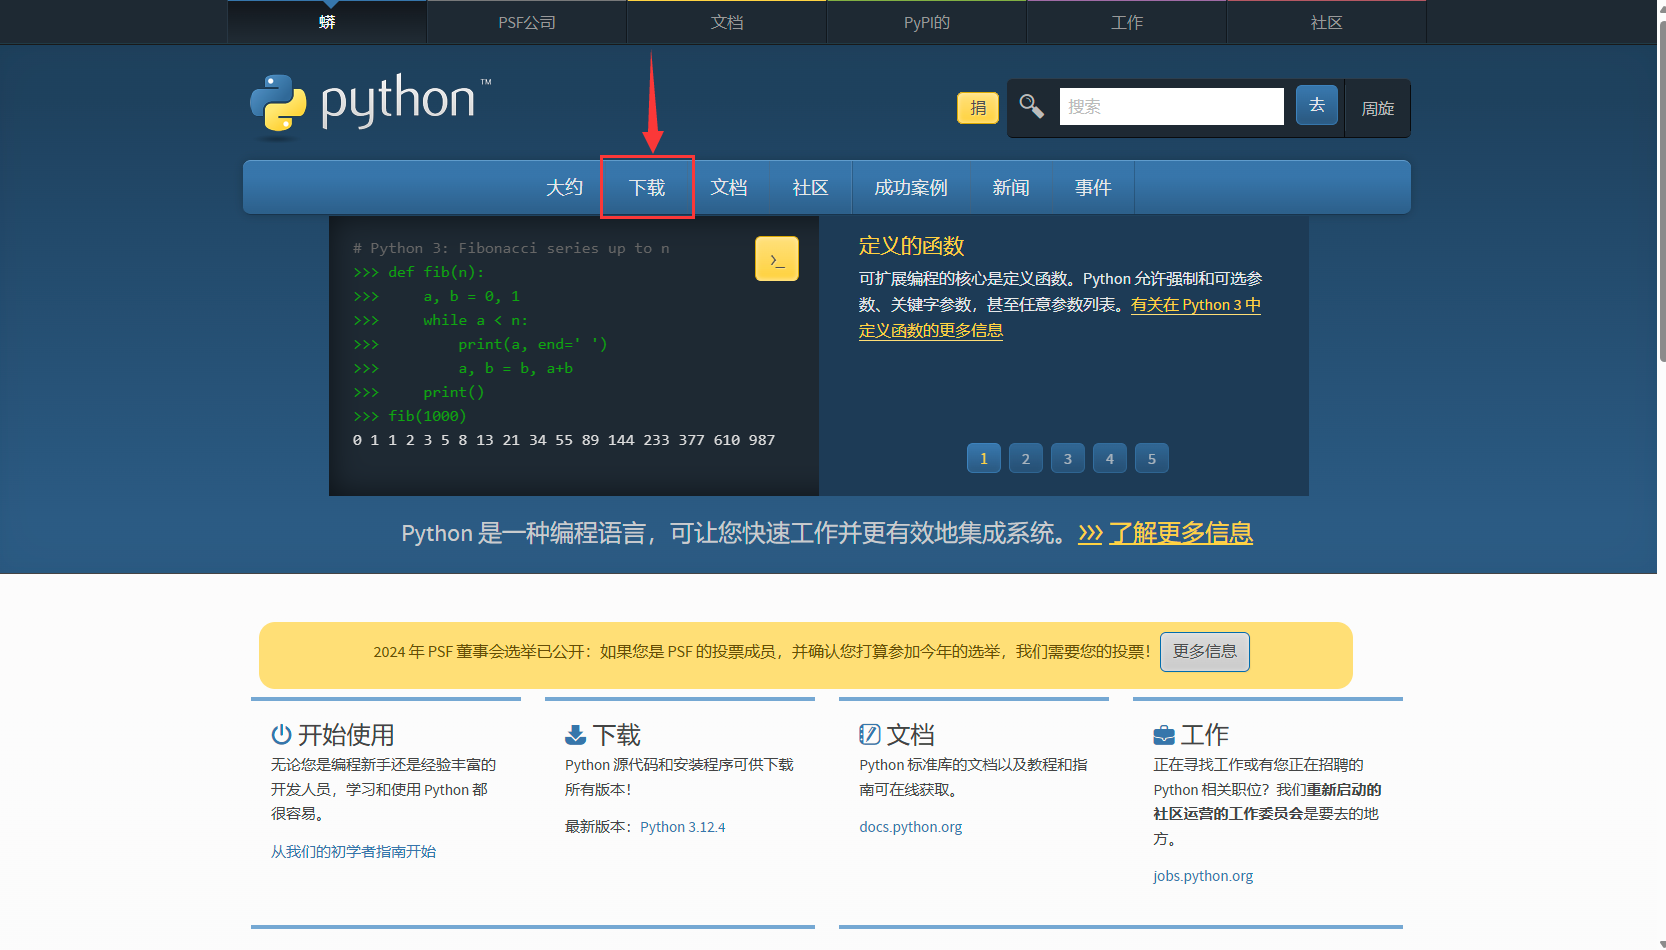 蟒
PSF公司
文档
PyPI的
工作
社区
python™
捐
搜索
去
周旋
大约
下载
文档
社区
成功案例
新闻
事件
# Python 3: Fibonacci series up to n
>>> def fib(n):
>>>     a, b = 0, 1
>>>     while a < n:
>>>         print(a, end=' ')
>>>         a, b = b, a+b
>>>     print()
>>> fib(1000)
0 1 1 2 3 5 8 13 21 34 55 89 144 233 377 610 987
>_
定义的函数
可扩展编程的核心是定义函数。Python 允许强制和可选参
数、关键字参数，甚至任意参数列表。有关在 Python 3 中
定义函数的更多信息
1
2
3
4
5
Python 是一种编程语言，可让您快速工作并更有效地集成系统。>>> 了解更多信息
2024 年 PSF 董事会选举已公开：如果您是 PSF 的投票成员，并确认您打算参加今年的选举，我们需要您的投票！
更多信息
开始使用
无论您是编程新手还是经验丰富的
开发人员，学习和使用 Python 都
很容易。
从我们的初学者指南开始
下载
Python 源代码和安装程序可供下载
所有版本！
最新版本：Python 3.12.4
文档
Python 标准库的文档以及教程和指
南可在线获取。
docs.python.org
工作
正在寻找工作或有您正在招聘的
Python 相关职位？我们重新启动的
社区运营的工作委员会是要去的地
方。
jobs.python.org